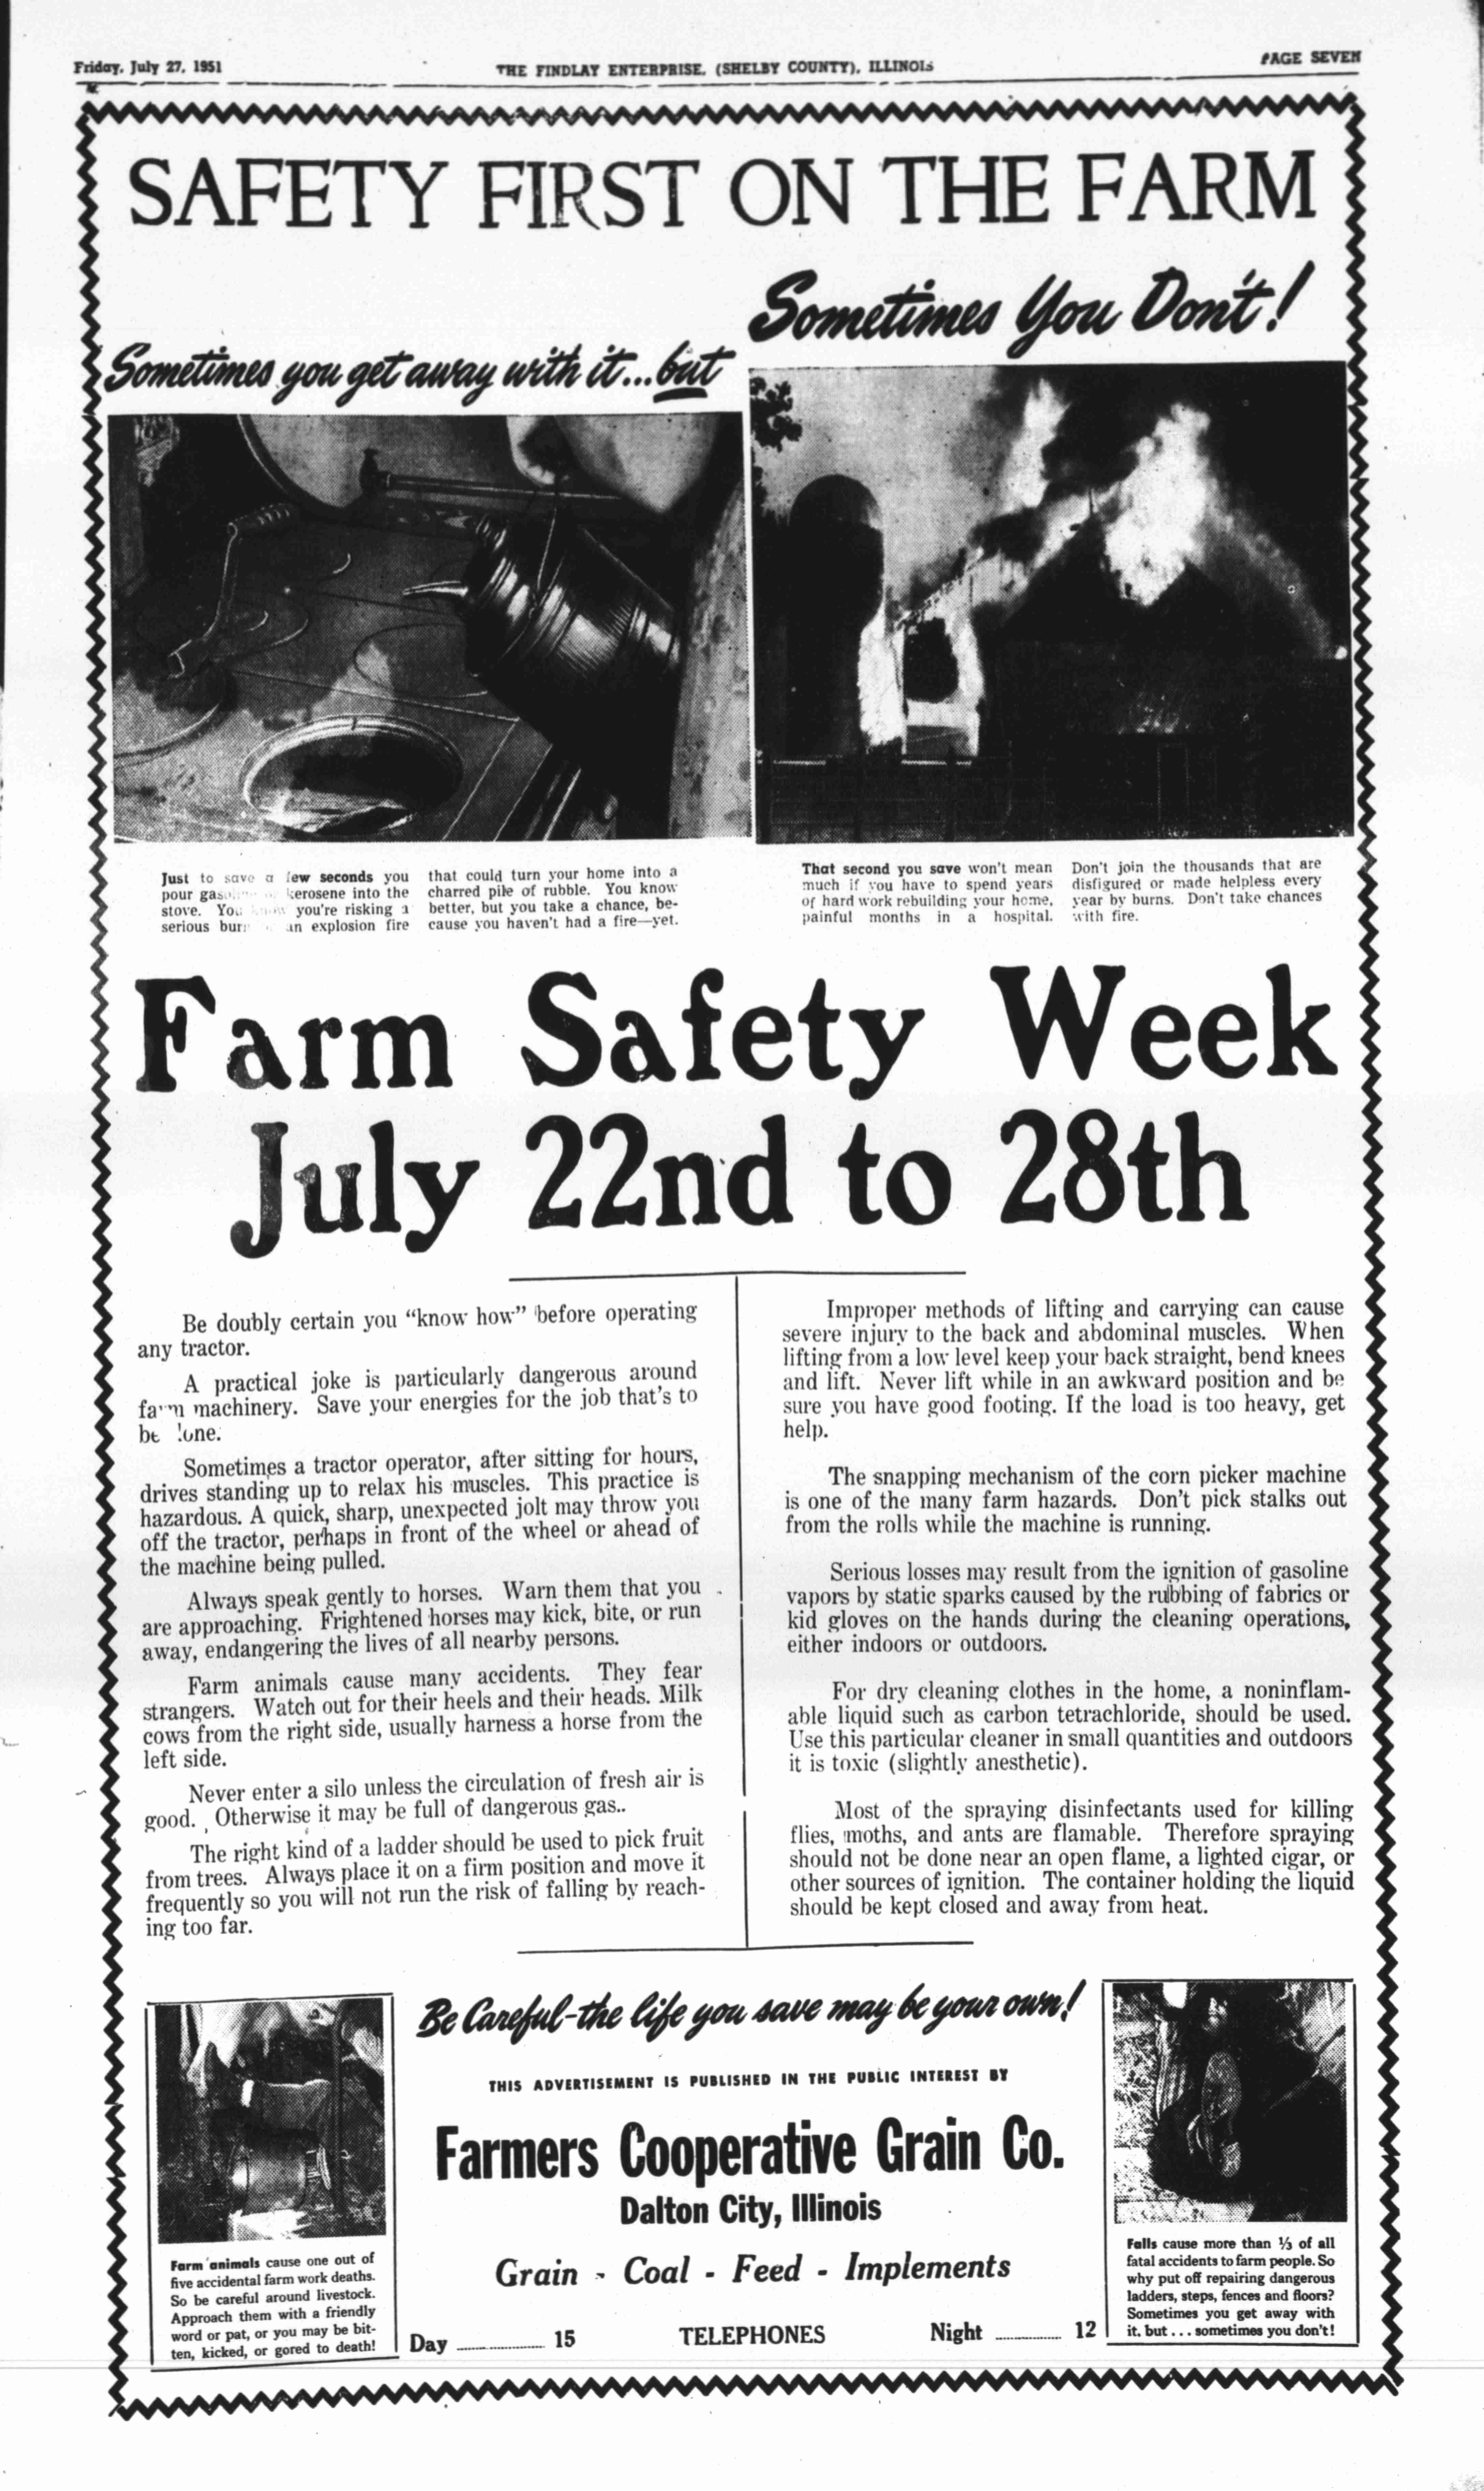 Friday, July 27, 1951
THE FINDLAY ENTERPRISE, (SHELBY COUNTY), ILLINOIS
PAGE SEVEN
SAFETY FIRST ON THE FARM
Sometimes you get away with it...but
Sometimes You Don't!
Just to save a few seconds you
pour gasoline or kerosene into the
stove. You know you're risking a
serious burn an explosion fire
that could turn your home into a
charred pile of rubble. You know
better, but you take a chance, be-
cause you haven't had a fire—yet.
That second you save won't mean
much if you have to spend years
of hard work rebuilding your home,
painful months in a hospital.
Don't join the thousands that are
disfigured or made helpless every
year by burns. Don't take chances
with fire.
Farm Safety Week
July 22nd to 28th
Be doubly certain you "know how" before operating
any tractor.
A practical joke is particularly dangerous around
farm machinery. Save your energies for the job that's to
be done.
Sometimes a tractor operator, after sitting for hours,
drives standing up to relax his muscles. This practice is
hazardous. A quick, sharp, unexpected jolt may throw you
off the tractor, perhaps in front of the wheel or ahead of
the machine being pulled.
Always speak gently to horses. Warn them that you
are approaching. Frightened horses may kick, bite, or run
away, endangering the lives of all nearby persons.
Farm animals cause many accidents. They fear
strangers. Watch out for their heels and their heads. Milk
cows from the right side, usually harness a horse from the
left side.
Never enter a silo unless the circulation of fresh air is
good. Otherwise it may be full of dangerous gas..
The right kind of a ladder should be used to pick fruit
from trees. Always place it on a firm position and move it
frequently so you will not run the risk of falling by reach-
ing too far.
Improper methods of lifting and carrying can cause
severe injury to the back and abdominal muscles. When
lifting from a low level keep your back straight, bend knees
and lift. Never lift while in an awkward position and be
sure you have good footing. If the load is too heavy, get
help.
The snapping mechanism of the corn picker machine
is one of the many farm hazards. Don't pick stalks out
from the rolls while the machine is running.
Serious losses may result from the ignition of gasoline
vapors by static sparks caused by the rubbing of fabrics or
kid gloves on the hands during the cleaning operations,
either indoors or outdoors.
For dry cleaning clothes in the home, a noninflam-
able liquid such as carbon tetrachloride, should be used.
Use this particular cleaner in small quantities and outdoors
it is toxic (slightly anesthetic).
Most of the spraying disinfectants used for killing
flies, moths, and ants are flamable. Therefore spraying
should not be done near an open flame, a lighted cigar, or
other sources of ignition. The container holding the liquid
should be kept closed and away from heat.
Farm animals cause one out of
five accidental farm work deaths.
So be careful around livestock.
Approach them with a friendly
word or pat, or you may be bit-
ten, kicked, or gored to death!
Be Careful-the life you save may be your own!
THIS ADVERTISEMENT IS PUBLISHED IN THE PUBLIC INTEREST BY
Farmers Cooperative Grain Co.
Dalton City, Illinois
Grain - Coal - Feed - Implements
Day ........ 15 TELEPHONES Night ........ 12
Falls cause more than ⅓ of all
fatal accidents to farm people. So
why put off repairing dangerous
ladders, steps, fences and floors?
Sometimes you get away with
it, but ... sometimes you don't!